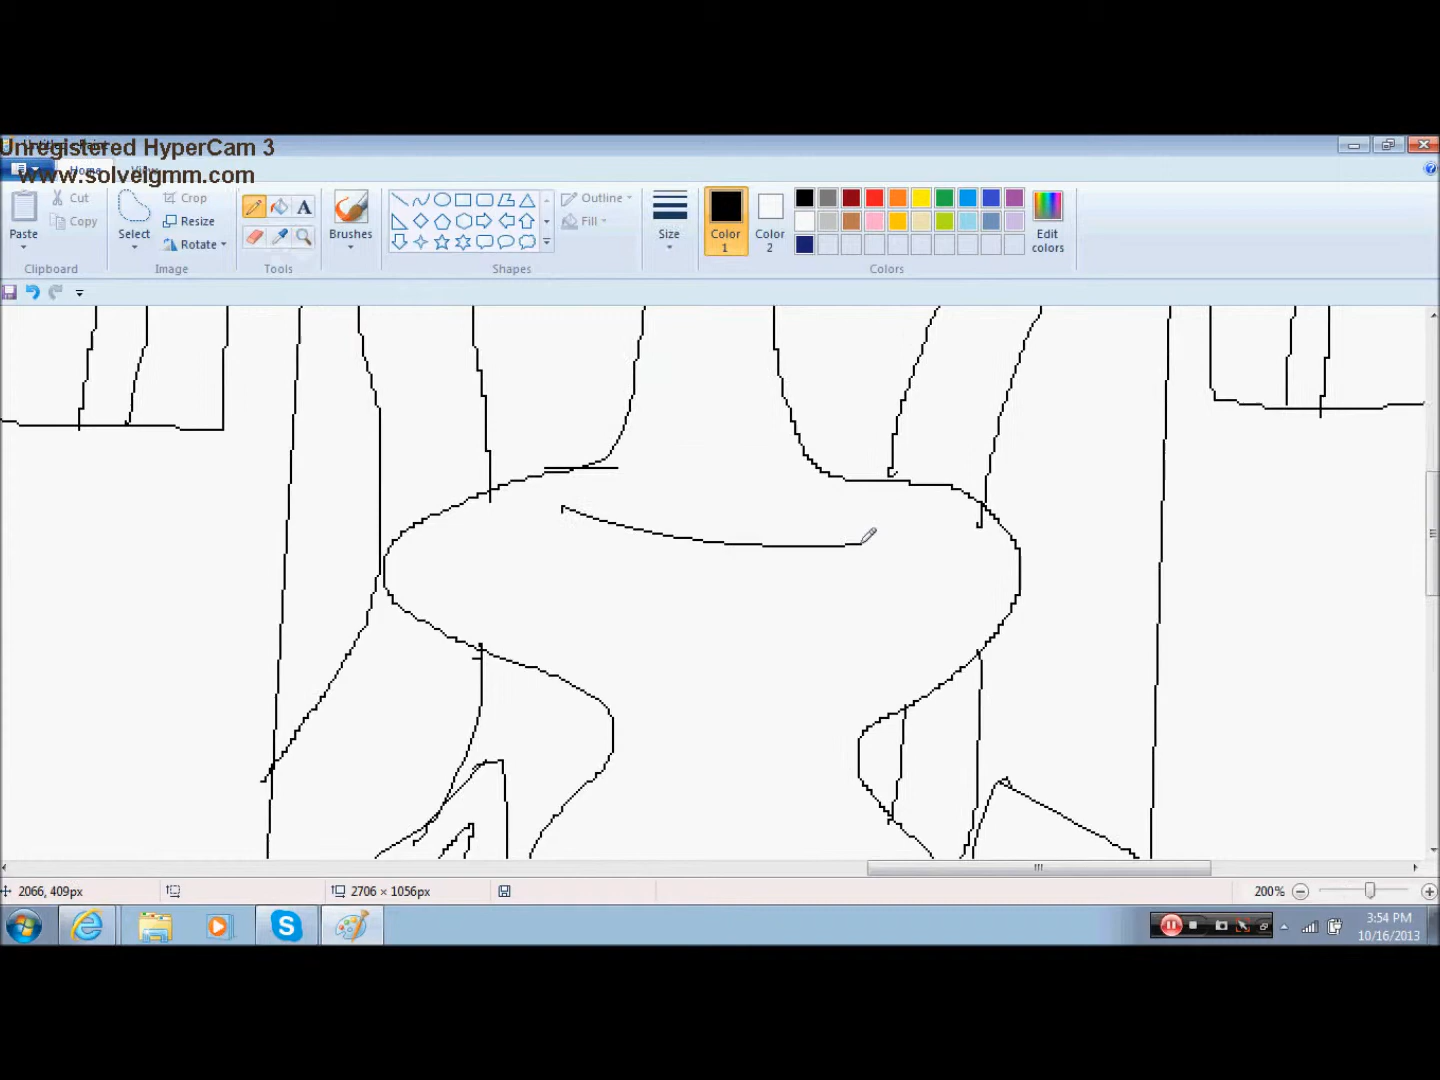 Unregistered HyperCam 3
www.solveigmm.com
Home
Paste
Cut
Copy
Clipboard
Select
Crop
Resize
Rotate
Image
Tools
Brushes
Outline
Fill
Shapes
Size
Color
1
Color
2
Edit
colors
Colors
2066, 409px
2706 × 1056px
200%
3:54 PM
10/16/2013